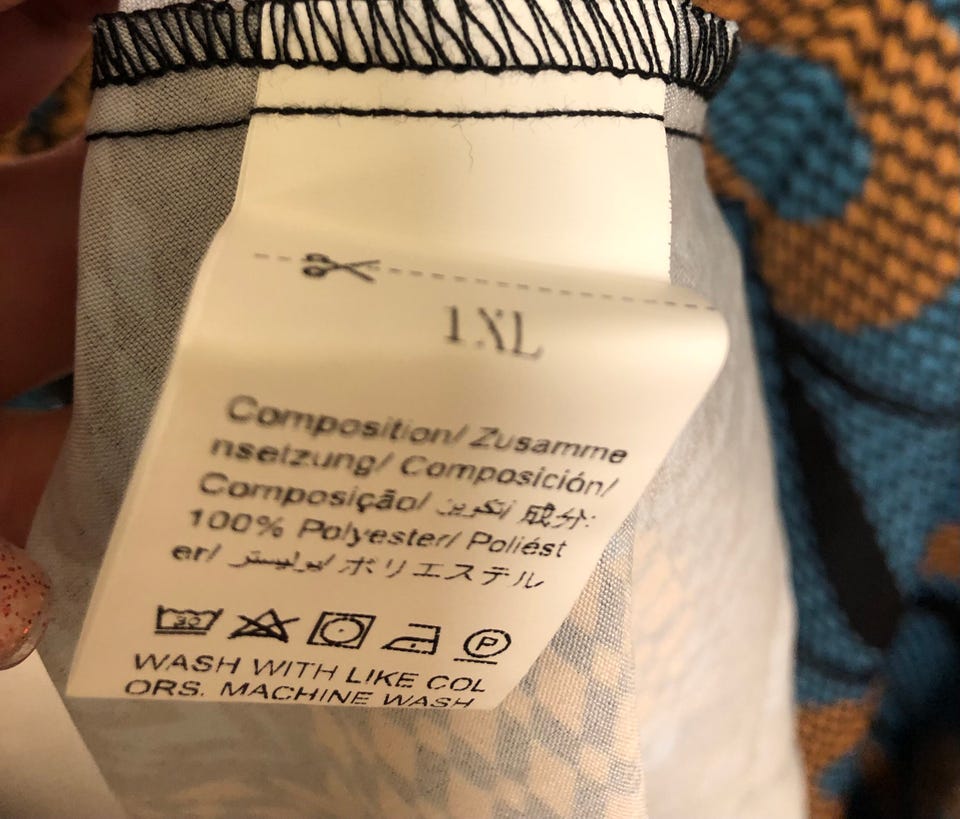 1XL
Composition/ Zusamme
nsetzung/ Composición/
Composição/ تكوين/ 成分:
100% Polyester/ Poliést
er/ بوليستر/ ポリエステル
30
P
WASH WITH LIKE COL
ORS. MACHINE WASH